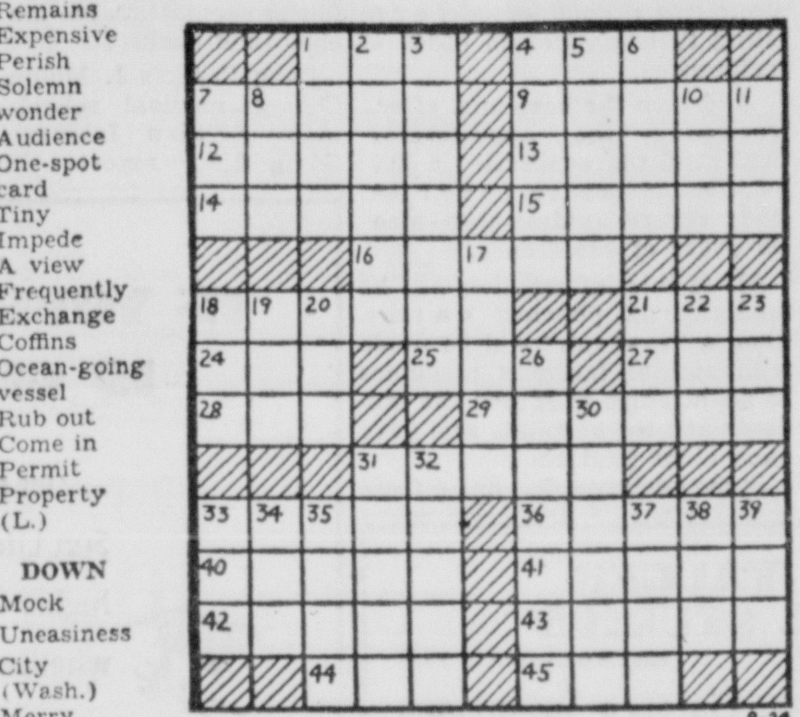 Remains
Expensive
Perish
Solemn
wonder
Audience
One-spot
card
Tiny
Impede
A view
Frequently
Exchange
Coffins
Ocean-going
vessel
Rub out
Come in
Permit
Property
(L.)
DOWN
Mock
Uneasiness
City
(Wash.)
Merry
1 2 3 4 5 6
7 8 9 10 11
12 13
14 15
16 17
18 19 20 21 22 23
24 25 26 27
28 29 30
31 32
33 34 35 36 37 38 39
40 41
42 43
44 45